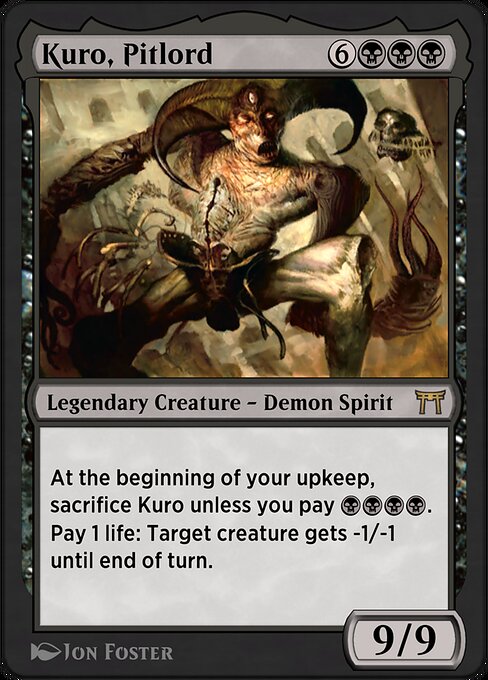 Kuro, Pitlord 6
Legendary Creature – Demon Spirit
At the beginning of your upkeep,
sacrifice Kuro unless you pay .
Pay 1 life: Target creature gets -1/-1
until end of turn.
9/9
Jon Foster